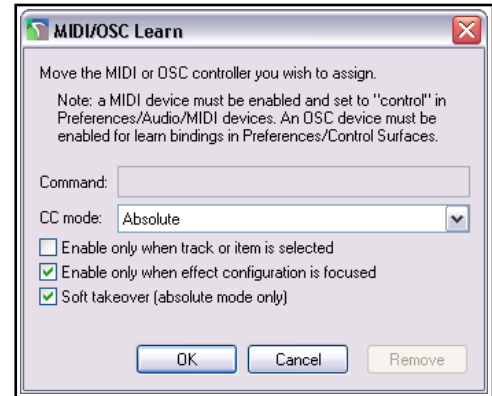 MIDI/OSC Learn
Move the MIDI or OSC controller you wish to assign.
Note: a MIDI device must be enabled and set to "control" in
Preferences/Audio/MIDI devices. An OSC device must be
enabled for learn bindings in Preferences/Control Surfaces.
Command:
CC mode: Absolute
Enable only when track or item is selected
Enable only when effect configuration is focused
Soft takeover (absolute mode only)
OK Cancel Remove